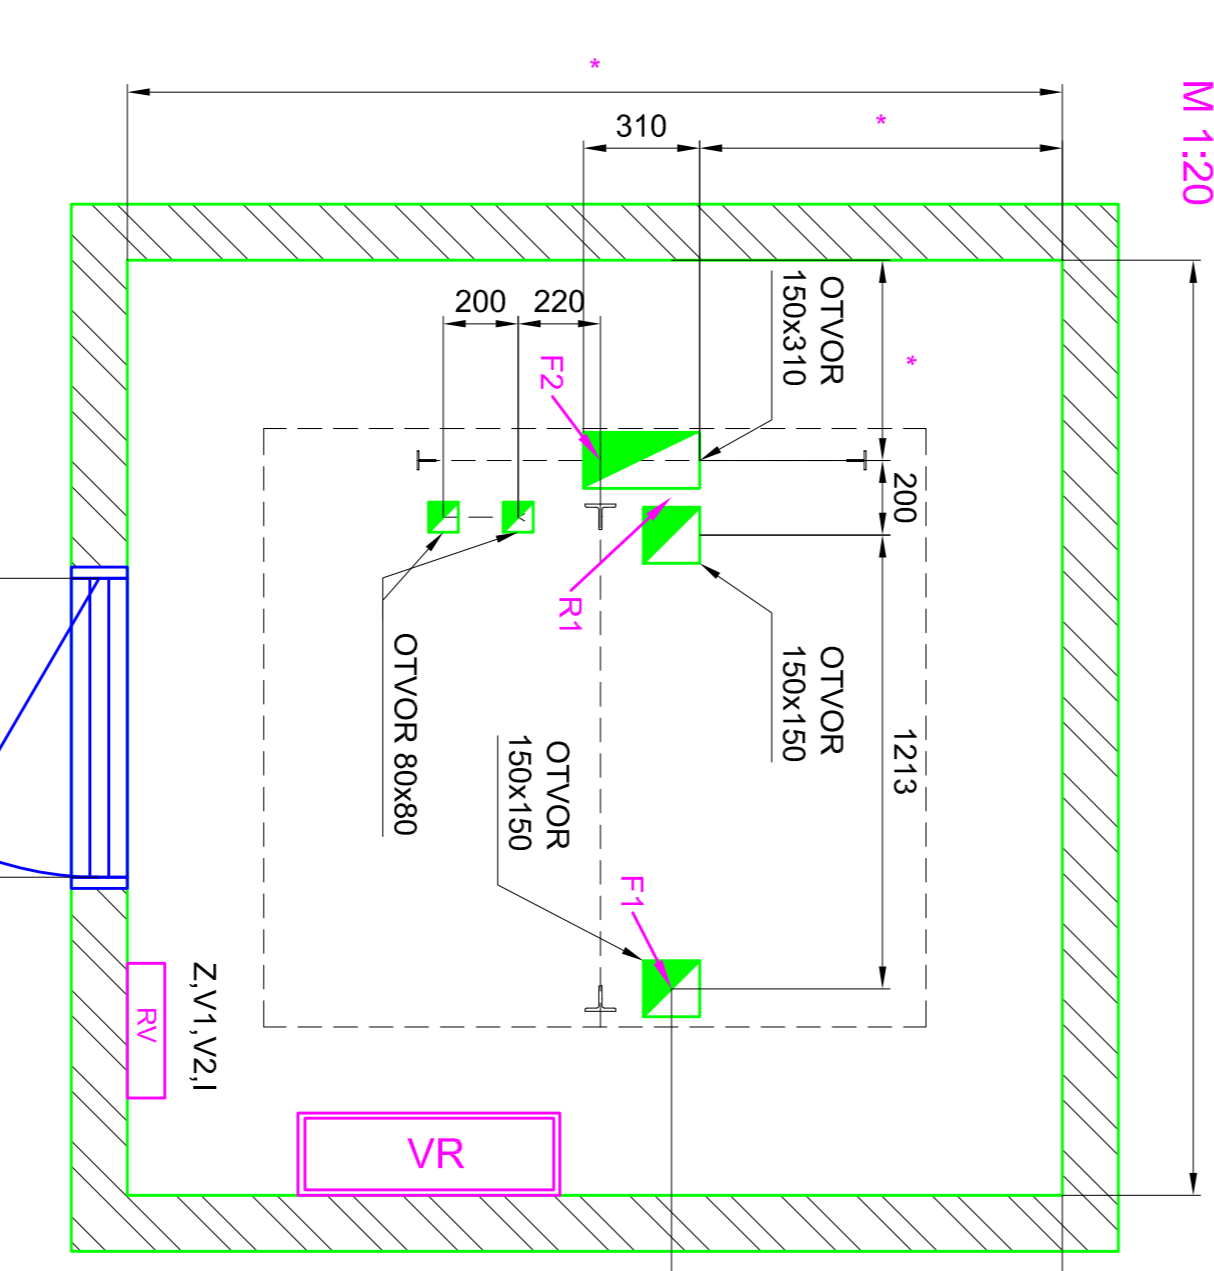 M 1:20
*
*
310
OTVOR
150x310
*
200
220
F2
200
R1
OTVOR
150x150
1213
OTVOR 80x80
OTVOR
150x150
F1
Z,V1,V2,I
RV
VR